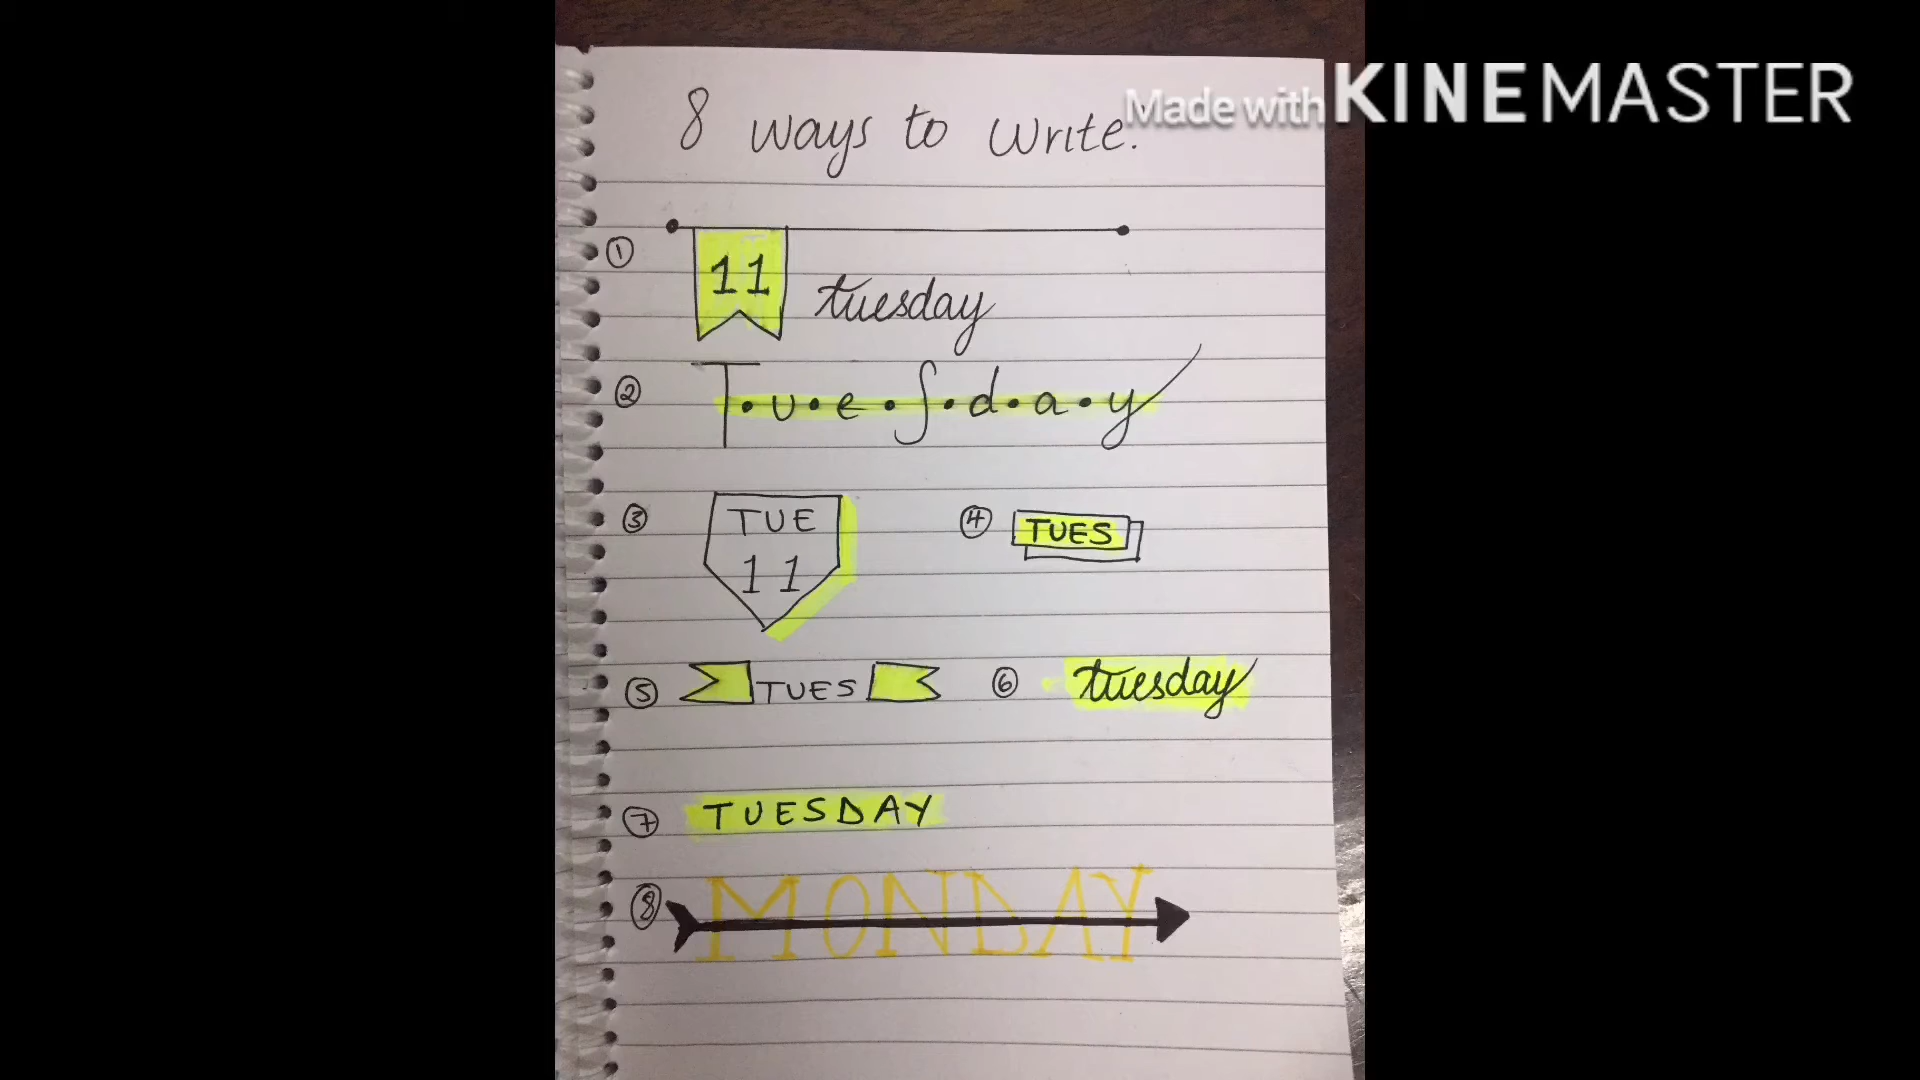 8 ways to write:
Made with KINEMASTER
① 11 tuesday
② T.u.e.S.d.a.y
③ TUE
11
④ TUES
⑤ TUES
⑥ tuesday
⑦ TUESDAY
⑧ MONDAY